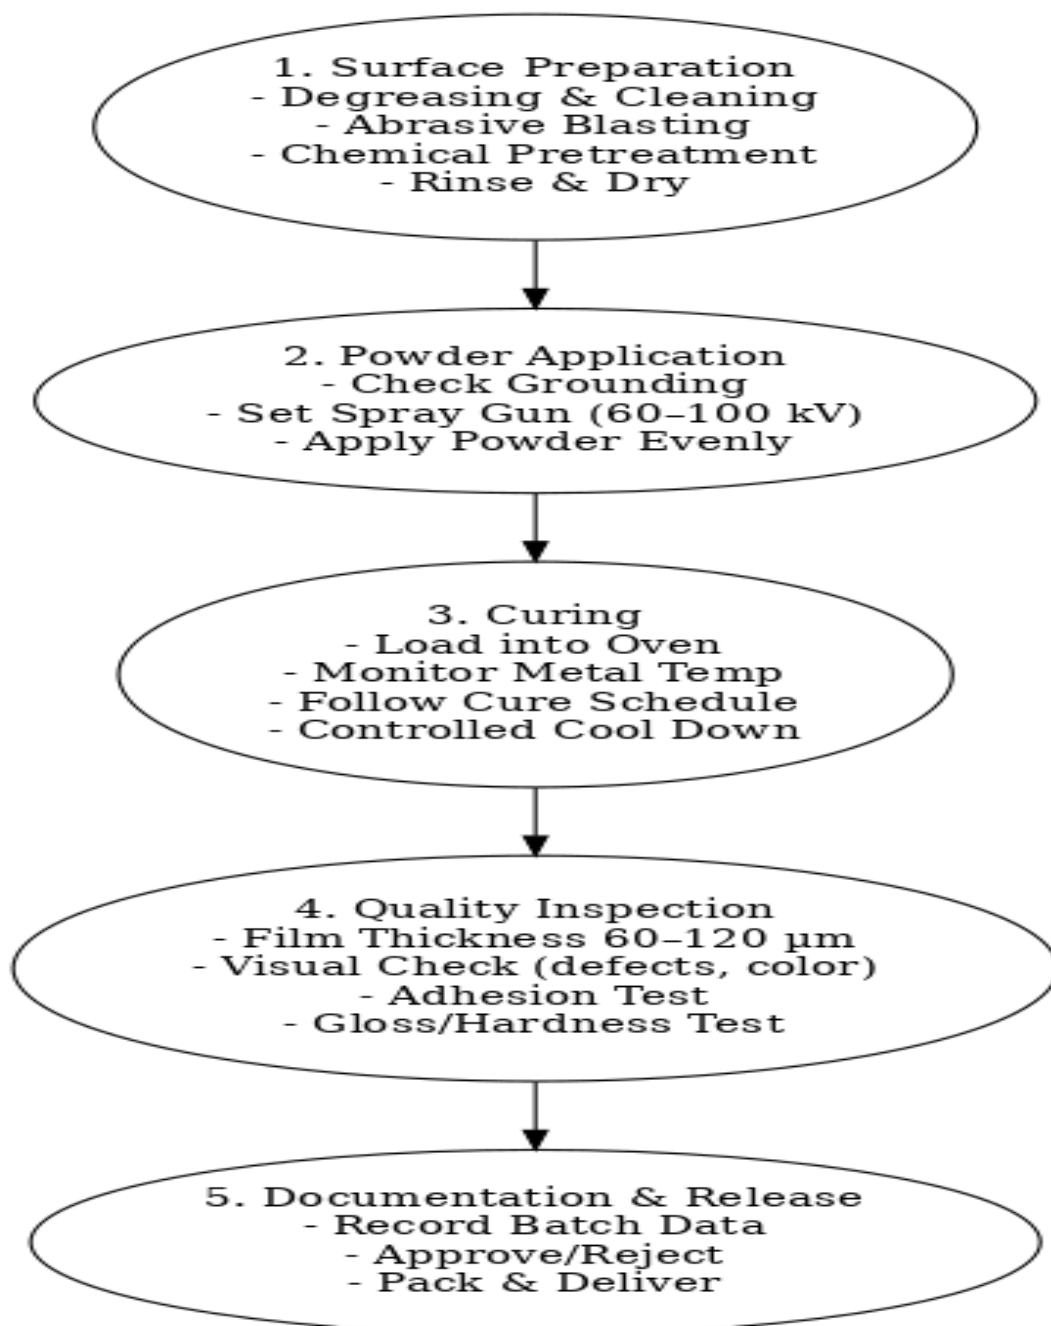 1. Surface Preparation
- Degreasing & Cleaning
- Abrasive Blasting
- Chemical Pretreatment
- Rinse & Dry
2. Powder Application
- Check Grounding
- Set Spray Gun (60–100 kV)
- Apply Powder Evenly
3. Curing
- Load into Oven
- Monitor Metal Temp
- Follow Cure Schedule
- Controlled Cool Down
4. Quality Inspection
- Film Thickness 60–120 µm
- Visual Check (defects, color)
- Adhesion Test
- Gloss/Hardness Test
5. Documentation & Release
- Record Batch Data
- Approve/Reject
- Pack & Deliver